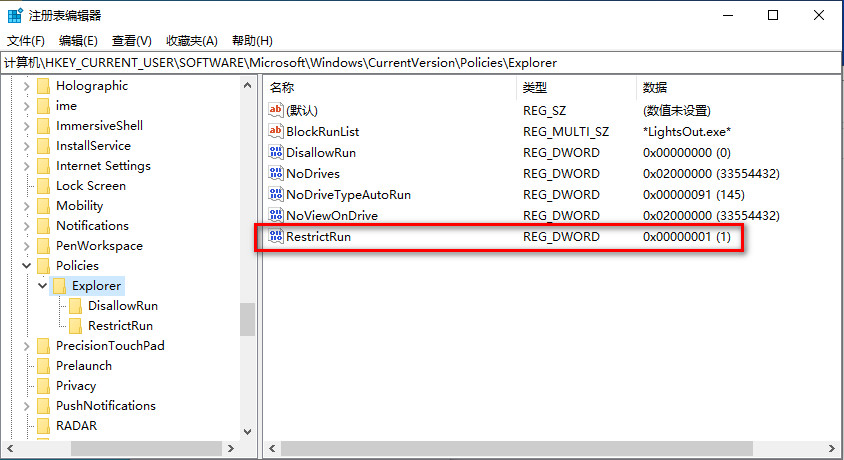 注册表编辑器
文件(F) 编辑(E) 查看(V) 收藏夹(A) 帮助(H)
计算机\HKEY_CURRENT_USER\SOFTWARE\Microsoft\Windows\CurrentVersion\Policies\Explorer
Holographic
ime
ImmersiveShell
InstallService
Internet Settings
Lock Screen
Mobility
Notifications
PenWorkspace
Policies
Explorer
DisallowRun
RestrictRun
PrecisionTouchPad
Prelaunch
Privacy
PushNotifications
RADAR
名称 类型 数据
(默认) REG_SZ (数值未设置)
BlockRunList REG_MULTI_SZ *LightsOut.exe*
DisallowRun REG_DWORD 0x00000000 (0)
NoDrives REG_DWORD 0x02000000 (33554432)
NoDriveTypeAutoRun REG_DWORD 0x00000091 (145)
NoViewOnDrive REG_DWORD 0x02000000 (33554432)
RestrictRun REG_DWORD 0x00000001 (1)